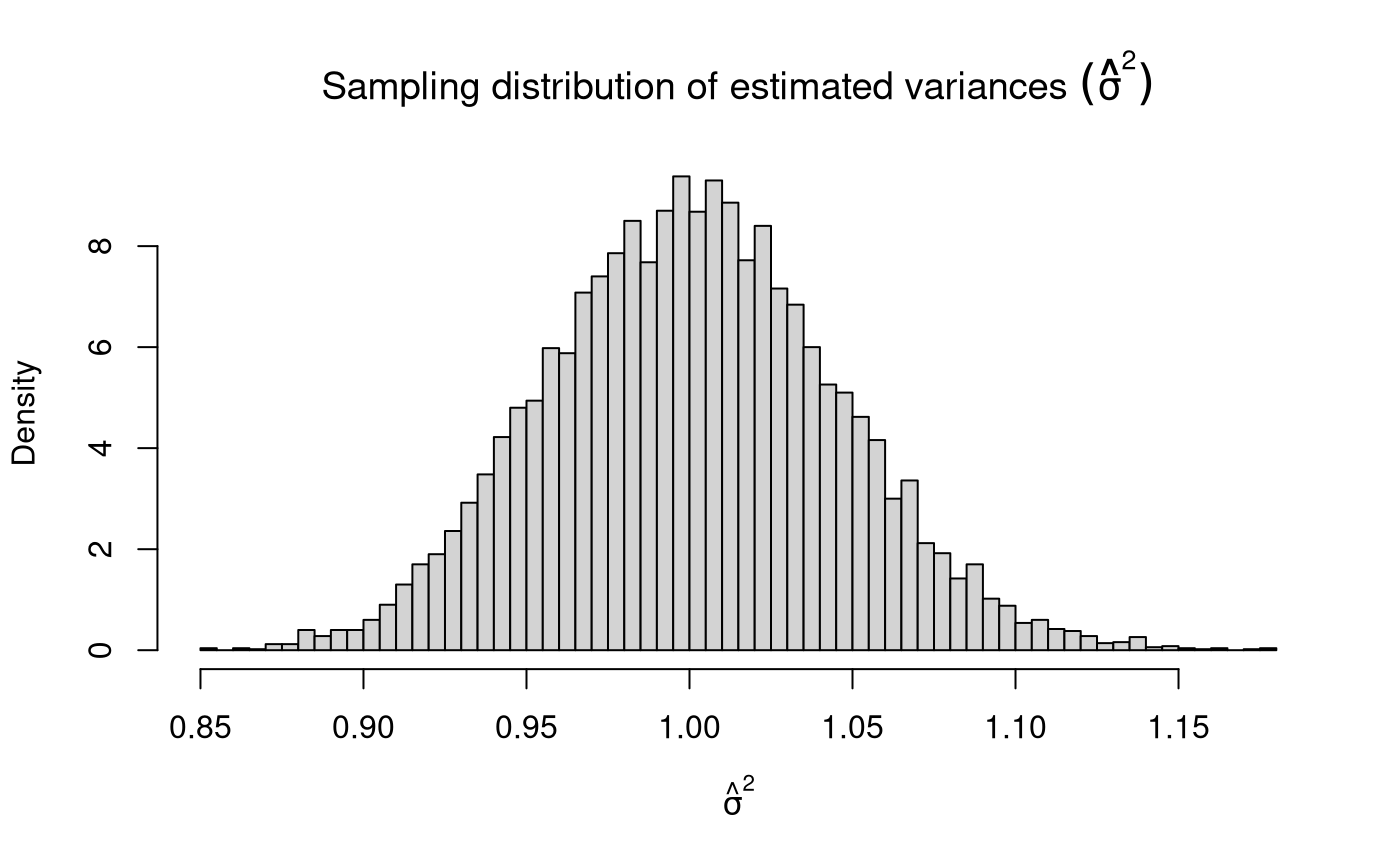 Sampling distribution of estimated variances (σ̂²)
Density
8
6
4
2
0
0.85 0.90 0.95 1.00 1.05 1.10 1.15
σ̂²